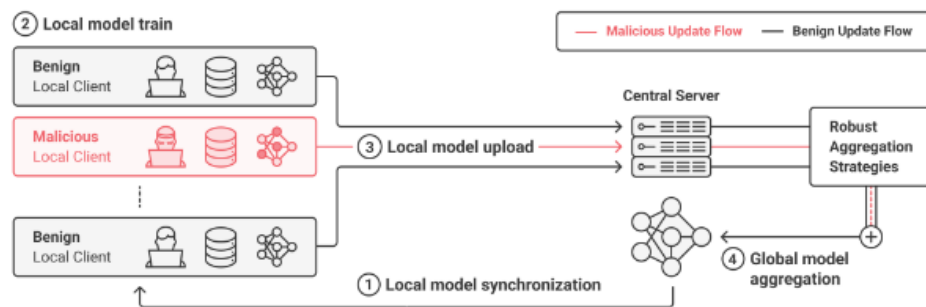 ② Local model train
Malicious Update Flow
Benign Update Flow
Benign
Local Client
Central Server
Malicious
Local Client
③ Local model upload
Robust
Aggregation
Strategies
Benign
Local Client
④ Global model
aggregation
① Local model synchronization